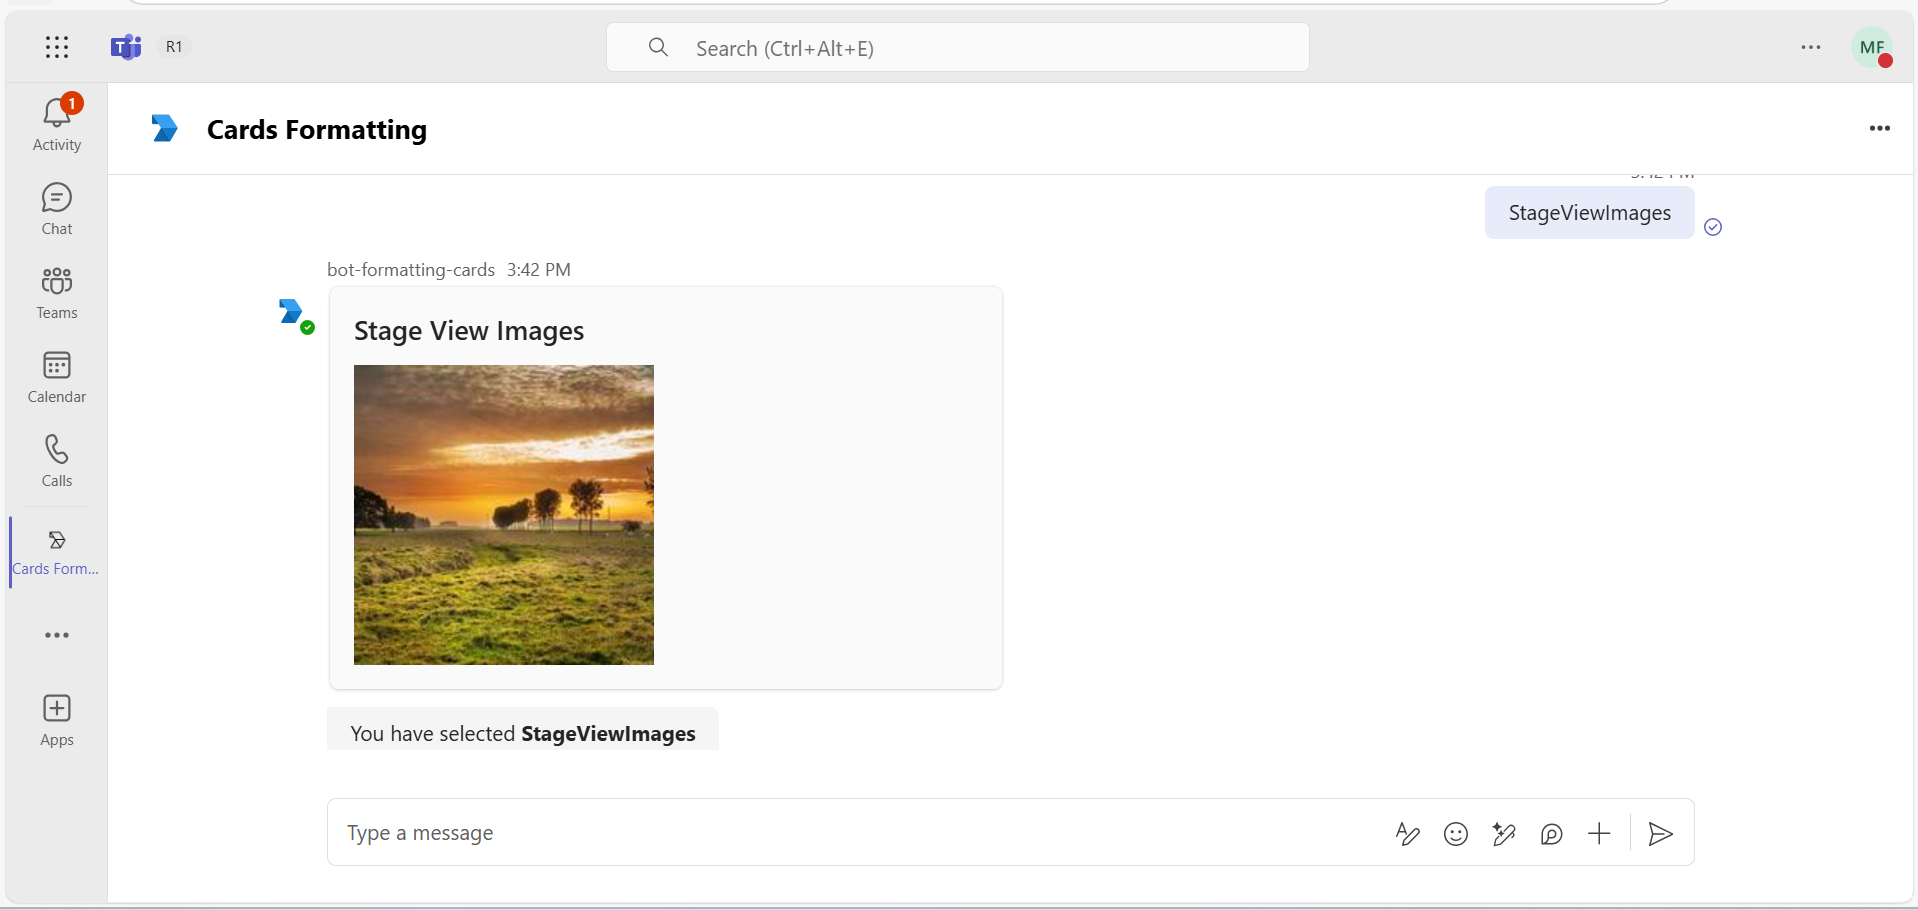 R1
Search (Ctrl+Alt+E)
MF
1
Activity
Chat
Teams
Calendar
Calls
Cards Form...
Apps
Cards Formatting
StageViewImages
bot-formatting-cards 3:42 PM
Stage View Images
You have selected StageViewImages
Type a message